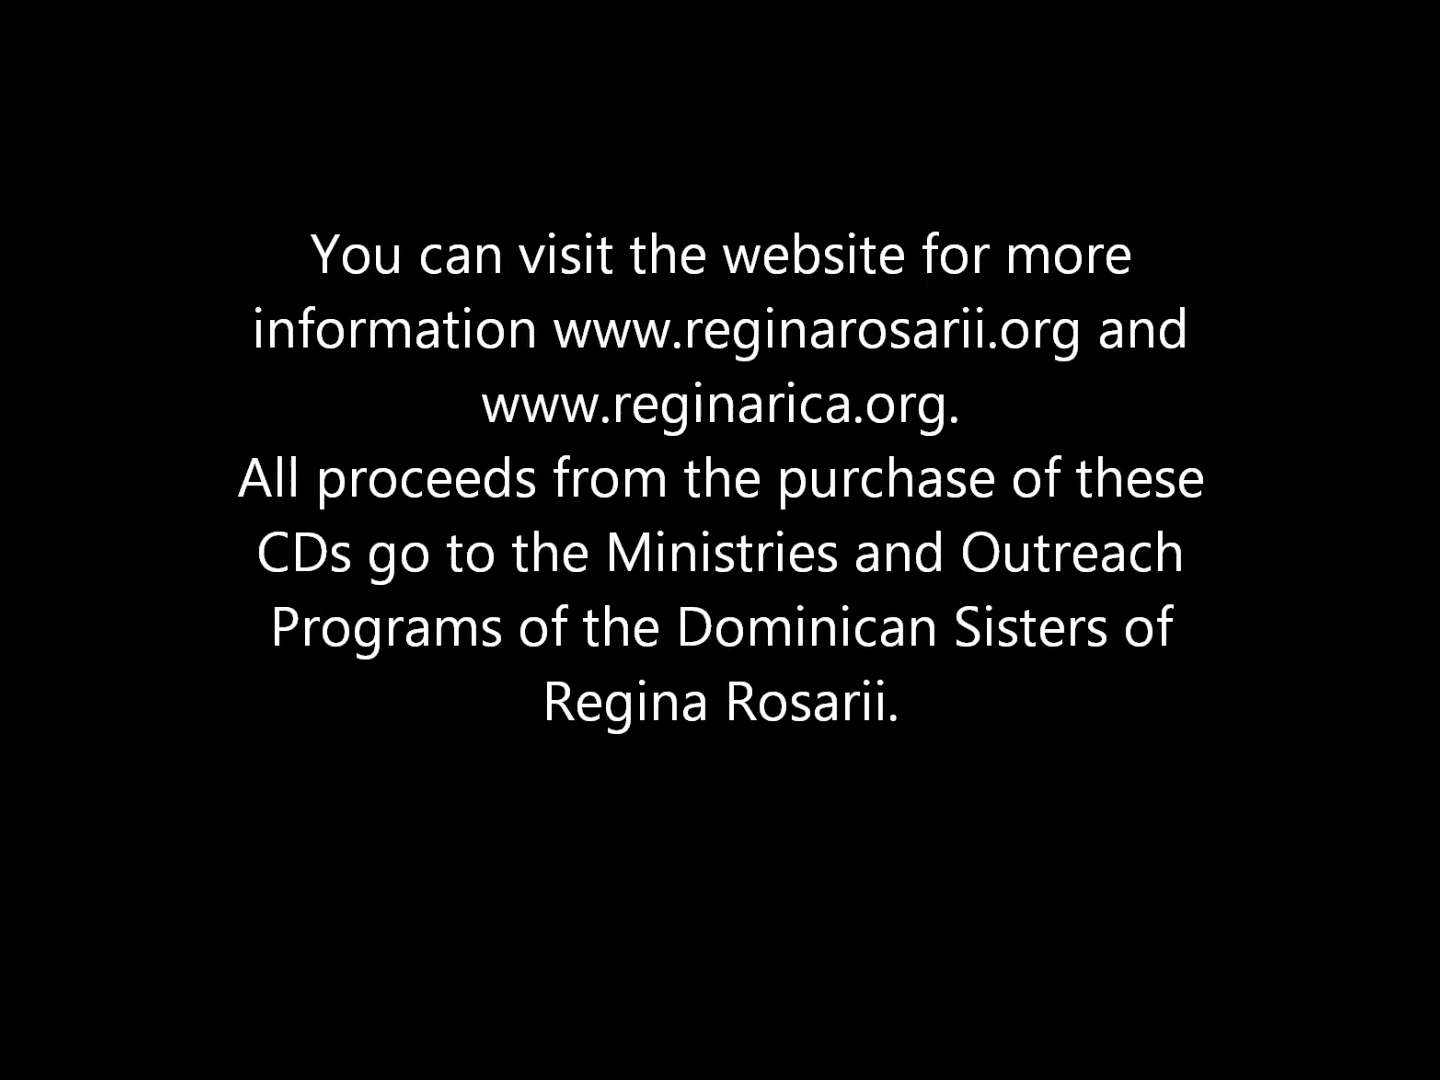 You can visit the website for more
information www.reginarosarii.org and
www.reginarica.org.
All proceeds from the purchase of these
CDs go to the Ministries and Outreach
Programs of the Dominican Sisters of
Regina Rosarii.